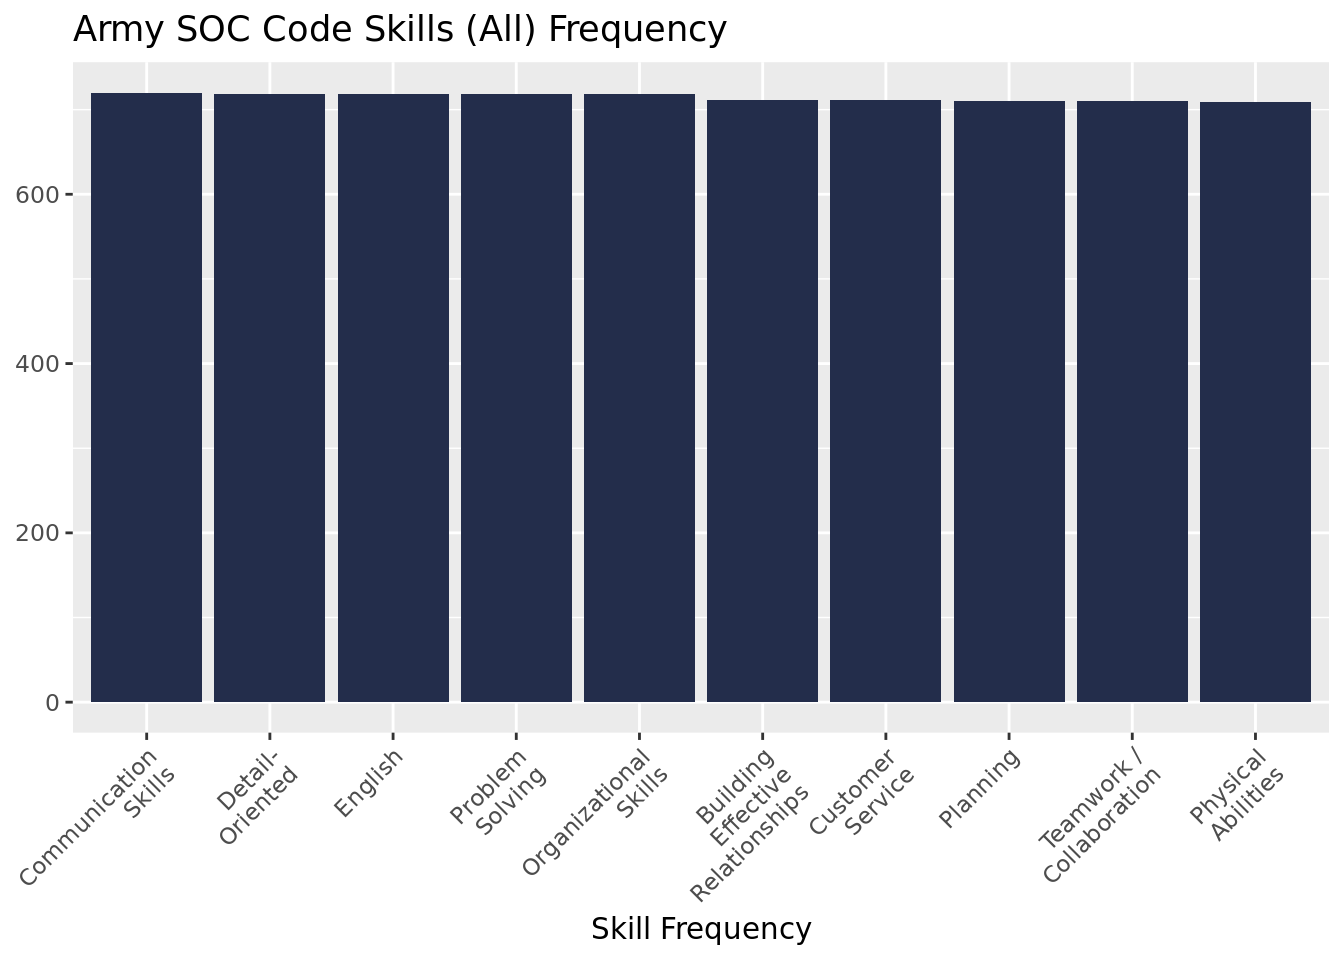 Army SOC Code Skills (All) Frequency
600
400
200
0
Communication
Skills
Detail-
Oriented
English
Problem
Solving
Organizational
Skills
Building
Effective
Relationships
Customer
Service
Planning
Teamwork /
Collaboration
Physical
Abilities
Skill Frequency